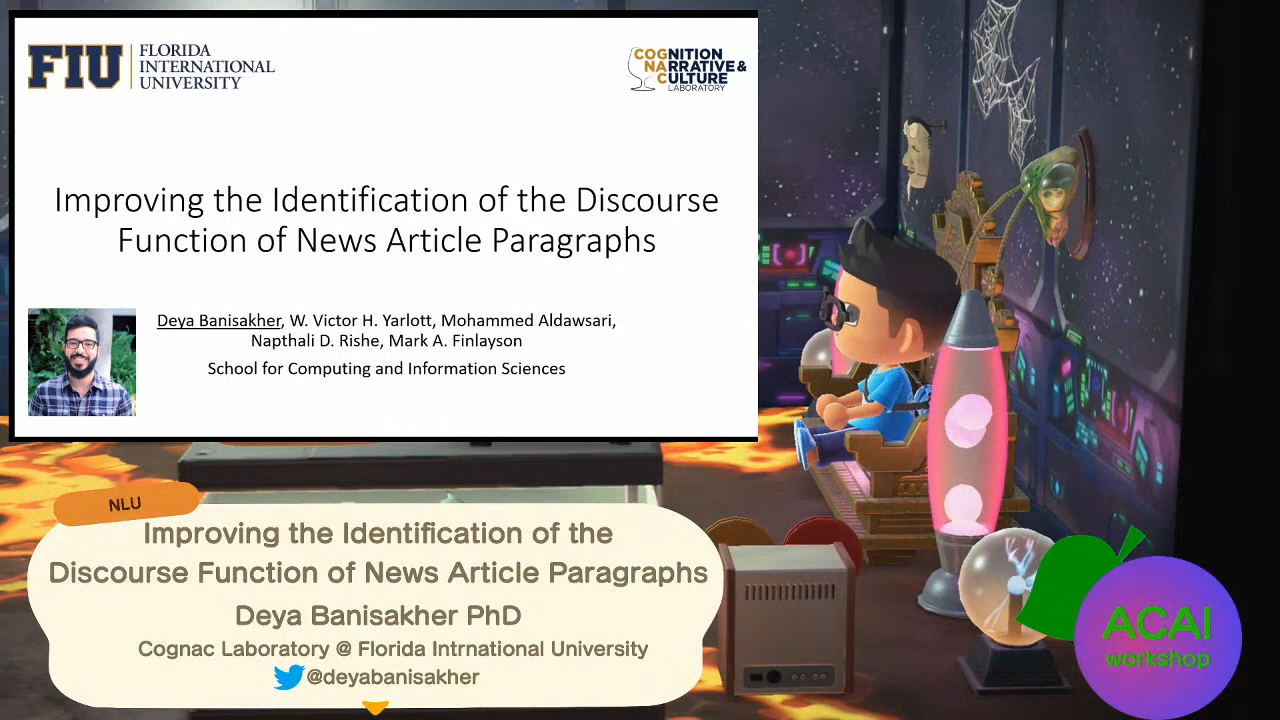 FIU
FLORIDA
INTERNATIONAL
UNIVERSITY
COGNITION
NARRATIVE &
CULTURE
LABORATORY
Improving the Identification of the Discourse
Function of News Article Paragraphs
Deya Banisakher, W. Victor H. Yarlott, Mohammed Aldawsari,
Napthali D. Rishe, Mark A. Finlayson
School for Computing and Information Sciences
NLU
Improving the Identification of the
Discourse Function of News Article Paragraphs
Deya Banisakher PhD
Cognac Laboratory @ Florida Intrnational University
@deyabanisakher
ACAI
workshop